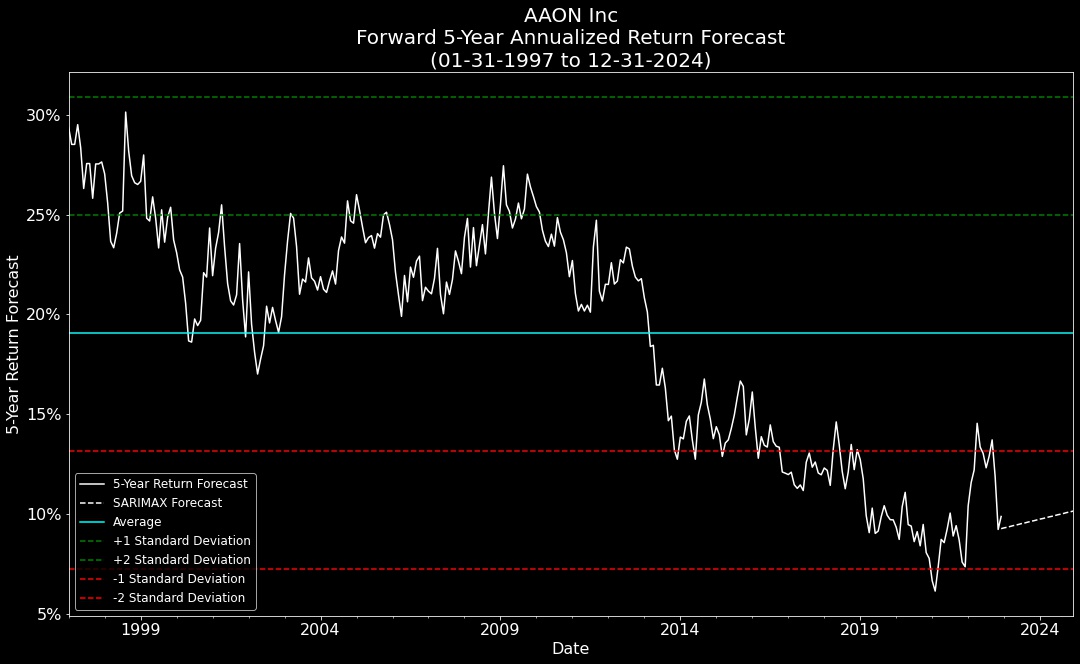 AAON Inc
Forward 5-Year Annualized Return Forecast
(01-31-1997 to 12-31-2024)
5-Year Return Forecast
30%
25%
20%
15%
10%
5%
5-Year Return Forecast
SARIMAX Forecast
Average
+1 Standard Deviation
+2 Standard Deviation
-1 Standard Deviation
-2 Standard Deviation
1999 2004 2009 2014 2019 2024
Date